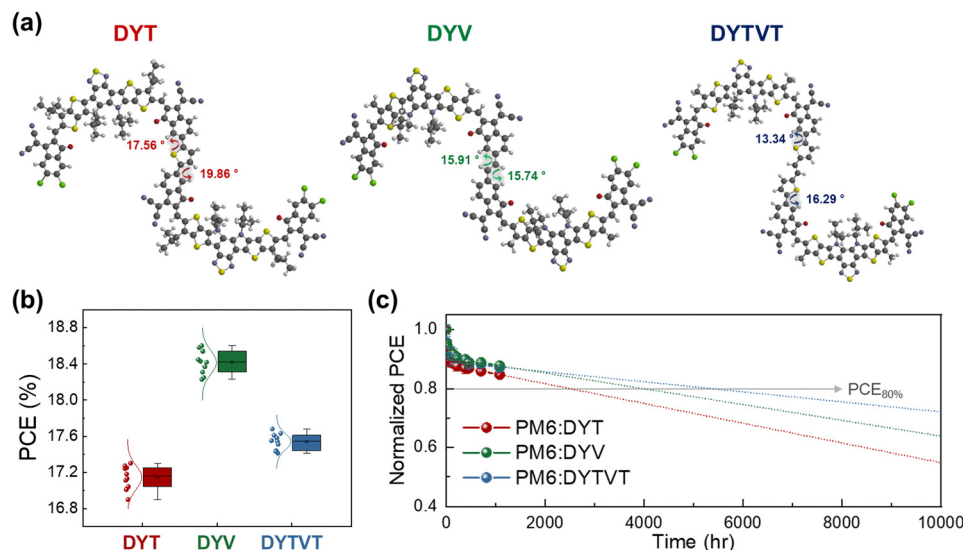 (a)
DYT DYV DYTVT
17.56 °
19.86 °
15.91 °
15.74 °
13.34 °
16.29 °
(b)
PCE (%)
18.8
18.4
18.0
17.6
17.2
16.8
DYT DYV DYTVT
(c)
Normalized PCE
1.0
0.8
0.6
0.4
PCE80%
PM6:DYT
PM6:DYV
PM6:DYTVT
0 2000 4000 6000 8000 10000
Time (hr)